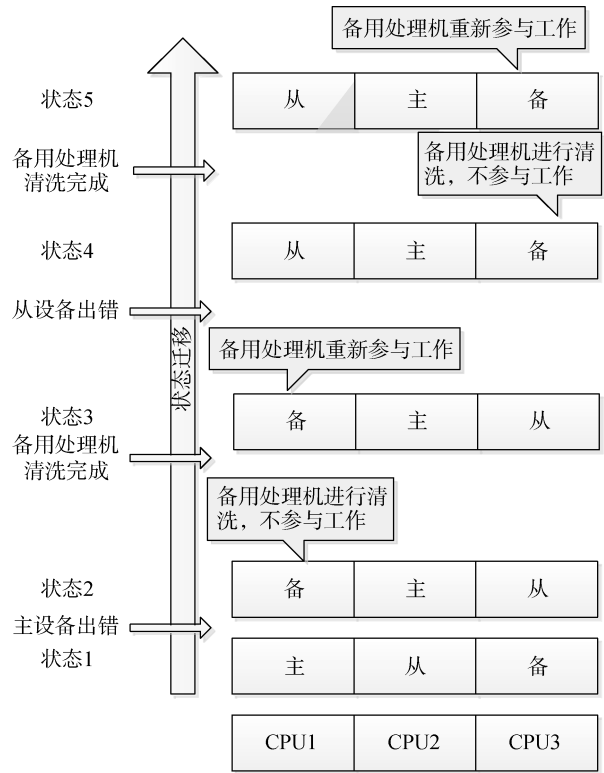 备用处理机重新参与工作
状态5
从 主 备
备用处理机
清洗完成
备用处理机进行清
洗，不参与工作
状态4
从 主 备
从设备出错
状态迁移
备用处理机重新参与工作
状态3
备 主 从
备用处理机
清洗完成
备用处理机进行清
洗，不参与工作
状态2
备 主 从
主设备出错
状态1
主 从 备
CPU1 CPU2 CPU3